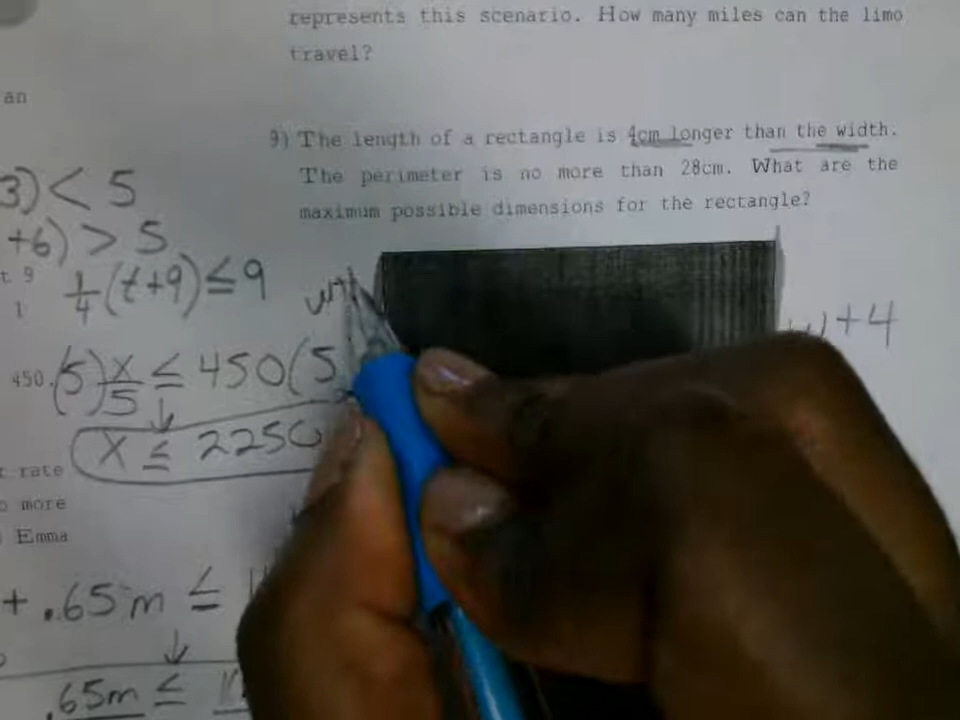 represents this scenario. How many miles can the limo
travel?
an
9) The length of a rectangle is 4cm longer than the width.
The perimeter is no more than 28cm. What are the
maximum possible dimensions for the rectangle?
3) < 5
+6) > 5
t 9
1
1/4 (t+9) ≤ 9
w+4
450.
(5) x/5 ≤ 450(5
x ≤ 2250
t rate
o more
Emma
+ .65m ≤
.65m ≤